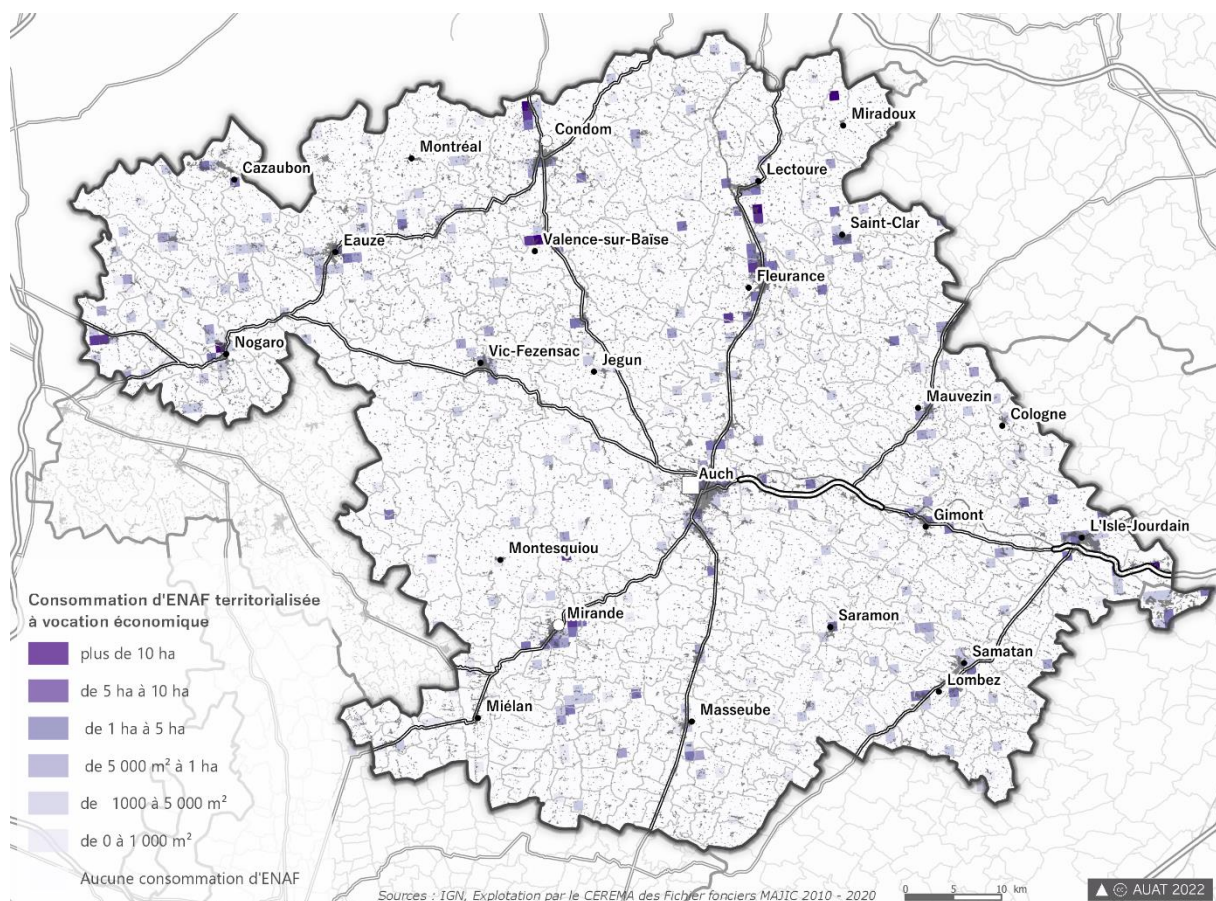 Miradoux
Condom
Montréal
Lectoure
Cazaubon
Saint-Clar
Eauze
Valence-sur-Baïse
Fleurance
Nogaro
Vic-Fezensac
Jegun
Mauvezin
Cologne
Auch
Gimont
L'Isle-Jourdain
Montesquiou
Mirande
Saramon
Samatan
Lombez
Miélan
Masseube
Consommation d'ENAF territorialisée
à vocation économique
plus de 10 ha
de 5 ha à 10 ha
de 1 ha à 5 ha
de 5 000 m² à 1 ha
de 1000 à 5 000 m²
de 0 à 1 000 m²
Aucune consommation d'ENAF
Sources : IGN, Explotation par le CEREMA des Fichier fonciers MAJIC 2010 - 2020
0 5 10 km
▲ cc AUAT 2022